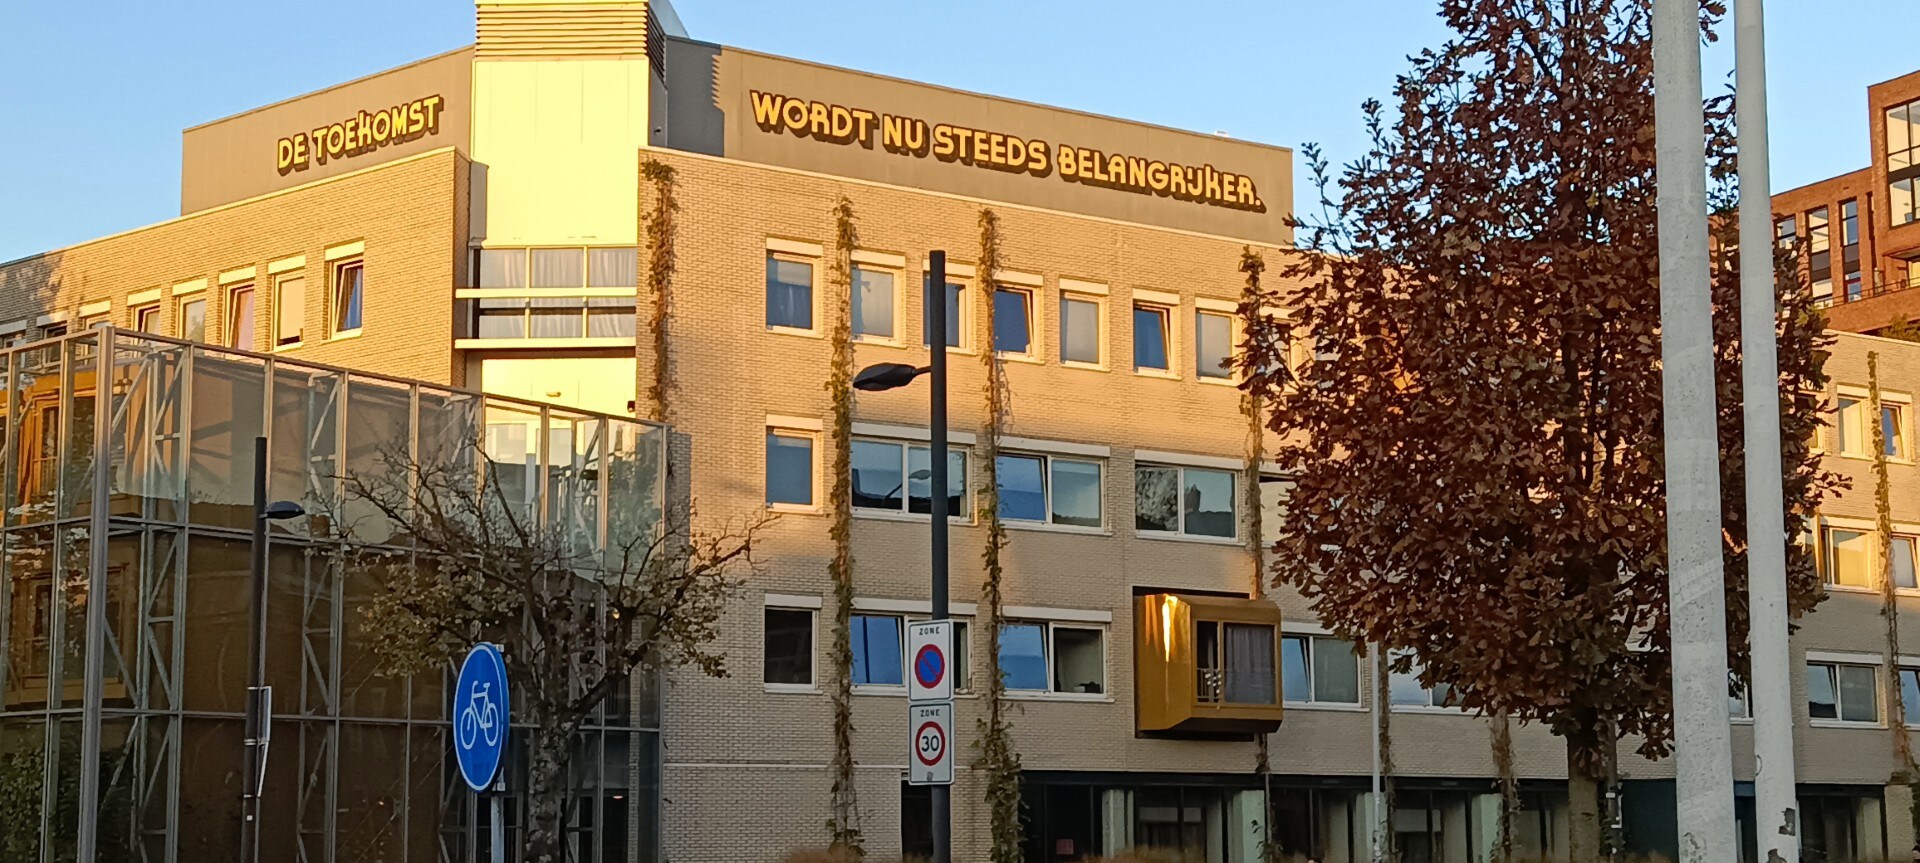 DE TOEKOMST
WORDT NU STEEDS BELANGRIJKER.
ZONE
ZONE
30